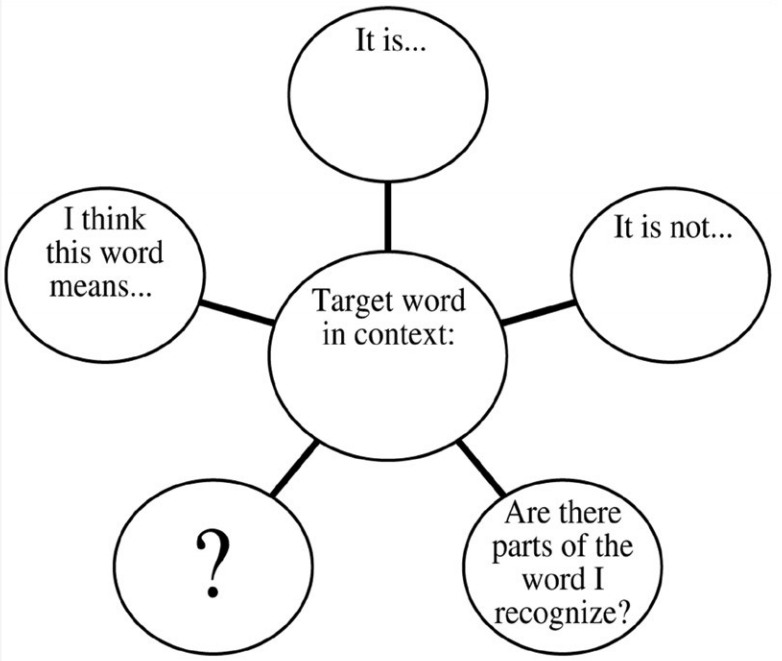 It is...
I think
this word
means...
It is not...
Target word
in context:
?
Are there
parts of the
word I
recognize?